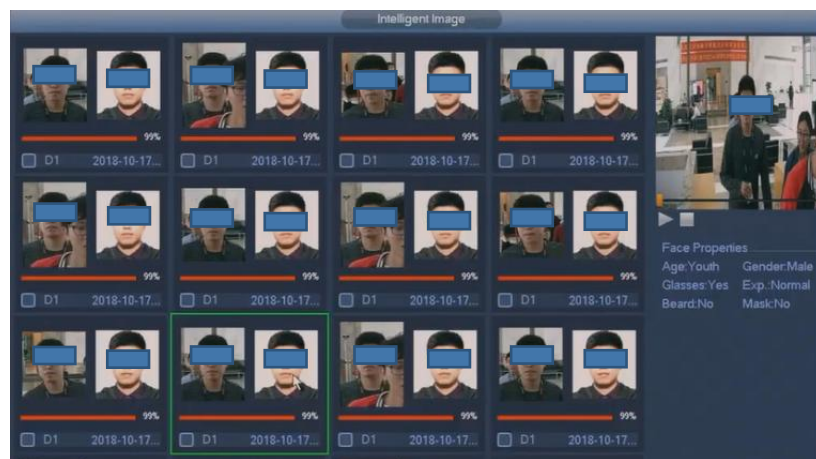 Intelligent Image
99% 99% 99% 99%
D1 2018-10-17... D1 2018-10-17... D1 2018-10-17... D1 2018-10-17...
99% 99% 99% 99%
D1 2018-10-17... D1 2018-10-17... D1 2018-10-17... D1 2018-10-17...
99% 99% 99% 99%
D1 2018-10-17... D1 2018-10-17... D1 2018-10-17... D1 2018-10-17...
Face Properties
Age:Youth Gender:Male
Glasses:Yes Exp.:Normal
Beard:No Mask:No